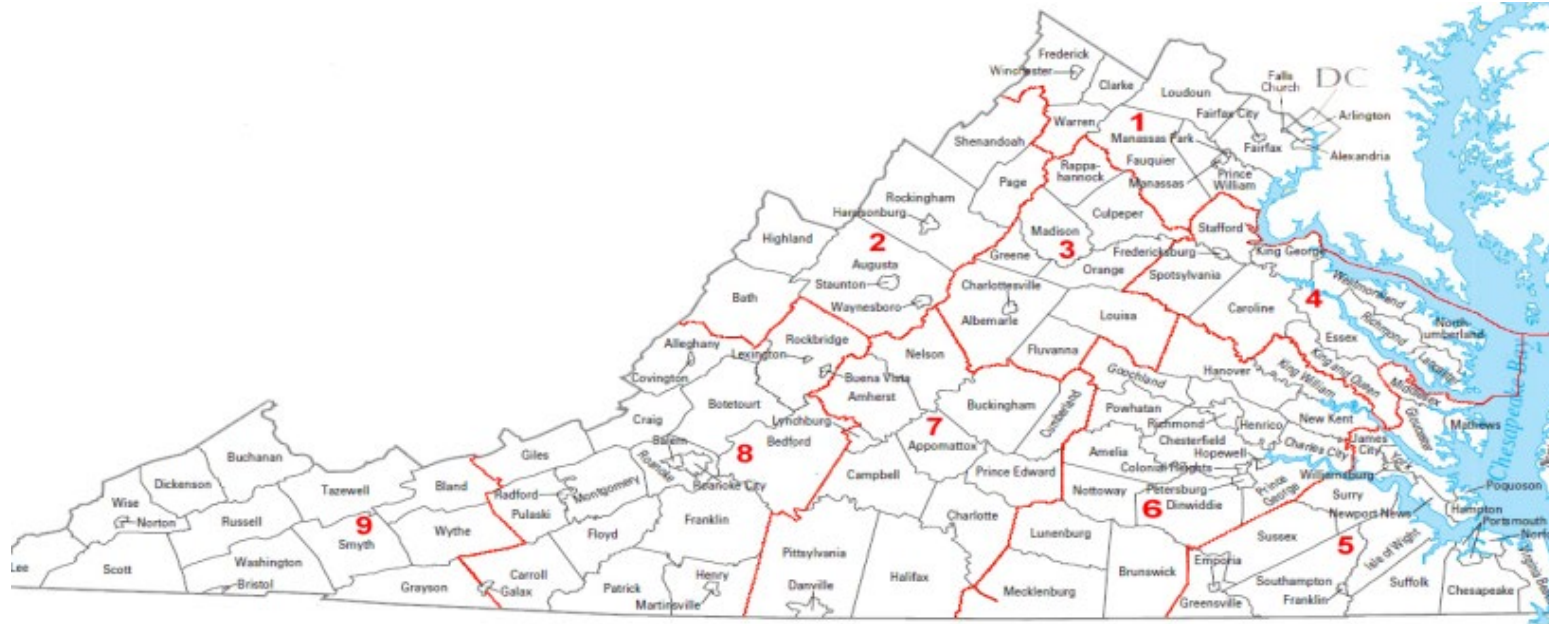 Frederick
Winchester
Clarke
Loudoun
Falls
Church
DC
Arlington
Alexandria
Fairfax City
Fairfax
Warren
1
Manassas Park
Shenandoah
Rappa-
hannock
Fauquier
Manassas
Prince
William
Page
Rockingham
Harrisonburg
Culpeper
Madison
Stafford
Highland
2
3
Fredericksburg
King George
Greene
Orange
Spotsylvania
Augusta
Staunton
Waynesboro
Charlottesville
Albemarle
Bath
Louisa
Caroline
4
Westmoreland
Richmond
North-
umberland
Essex
Lancaster
Rockbridge
Alleghany
Lexington
Nelson
Fluvanna
Covington
Buena Vista
Amherst
Goochland
Hanover
King William
King and Queen
Middlesex
Gloucester
Mathews
Chesapeake Bay
Craig
Botetourt
Lynchburg
Bedford
Buckingham
Cumberland
Powhatan
Richmond
Henrico
New Kent
Chesterfield
Hopewell
Charles City
James
City
York
Salem
Roanoke
Roanoke City
8
7
Appomattox
Amelia
Colonial Heights
Williamsburg
Giles
Buchanan
Dickenson
Tazewell
Bland
Radford
Montgomery
Pulaski
Campbell
Prince Edward
Nottoway
Petersburg
Dinwiddie
Prince
George
6
Surry
Poquoson
Newport News
Hampton
Portsmouth
Wise
Norton
Russell
9
Smyth
Wythe
Floyd
Franklin
Charlotte
Lunenburg
Sussex
5
Isle of Wight
Lee
Scott
Washington
Bristol
Grayson
Carroll
Galax
Patrick
Henry
Martinsville
Pittsylvania
Danville
Halifax
Mecklenburg
Brunswick
Emporia
Greensville
Southampton
Franklin
Suffolk
Chesapeake